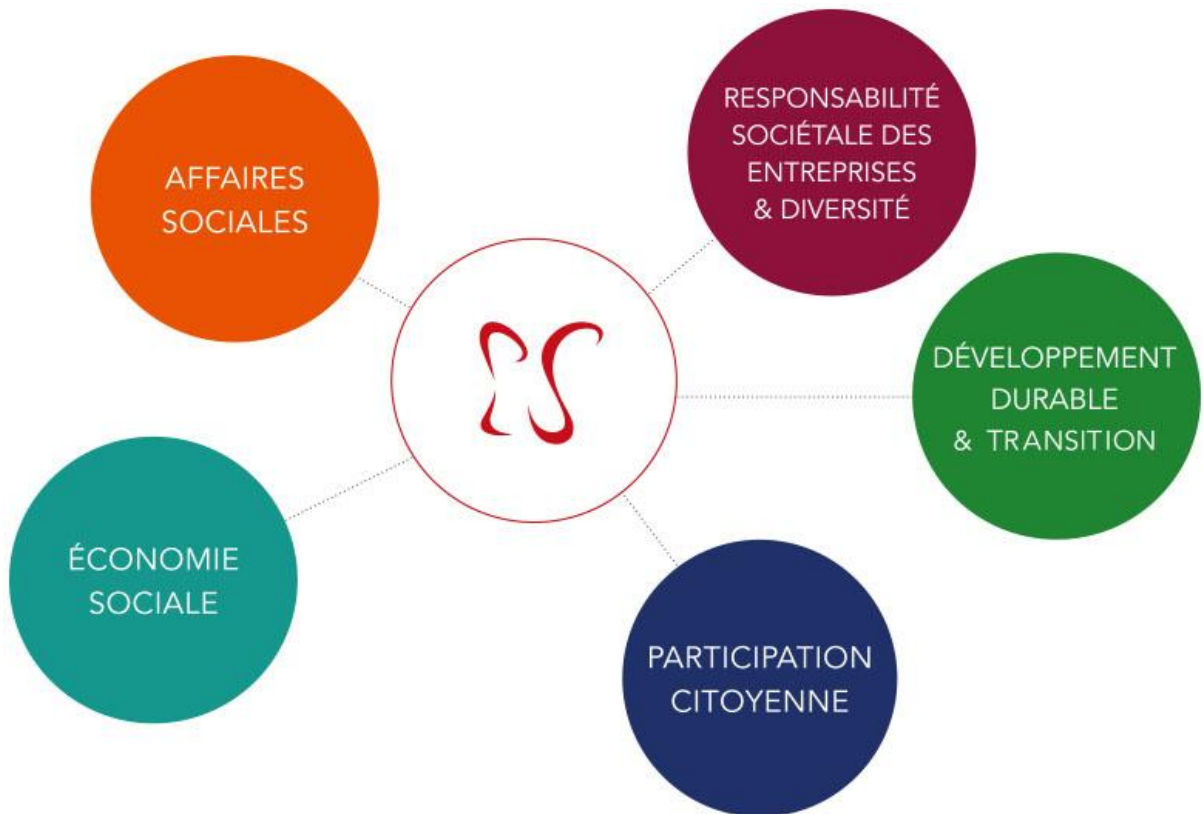 AFFAIRES
SOCIALES
RESPONSABILITÉ
SOCIÉTALE DES
ENTREPRISES
& DIVERSITÉ
DÉVELOPPEMENT
DURABLE
& TRANSITION
ÉCONOMIE
SOCIALE
PARTICIPATION
CITOYENNE